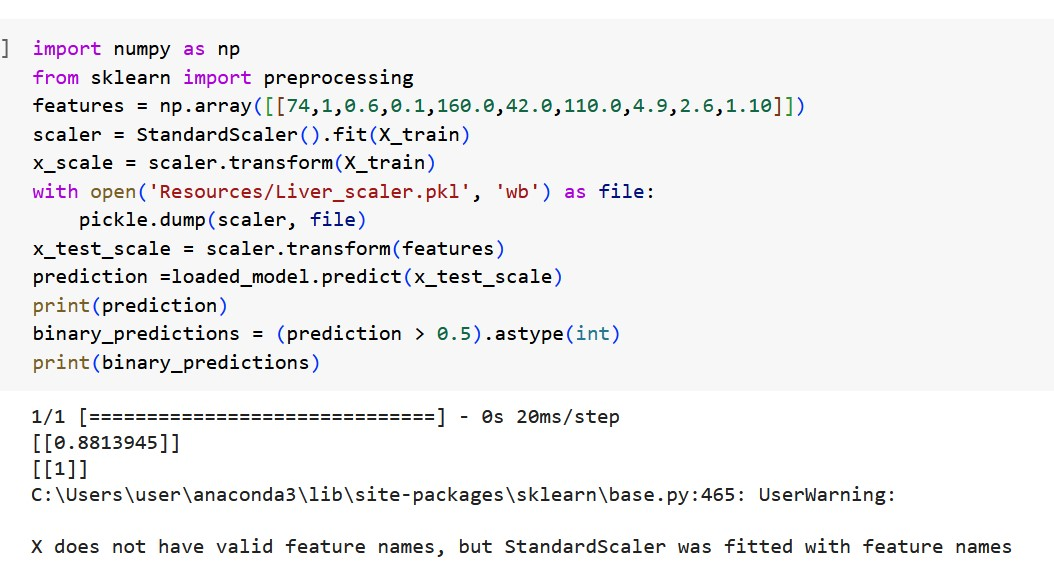 ] import numpy as np
from sklearn import preprocessing
features = np.array([[74,1,0.6,0.1,160.0,42.0,110.0,4.9,2.6,1.10]])
scaler = StandardScaler().fit(X_train)
x_scale = scaler.transform(X_train)
with open('Resources/Liver_scaler.pkl', 'wb') as file:
    pickle.dump(scaler, file)
x_test_scale = scaler.transform(features)
prediction =loaded_model.predict(x_test_scale)
print(prediction)
binary_predictions = (prediction > 0.5).astype(int)
print(binary_predictions)
1/1 [==============================] - 0s 20ms/step
[[0.8813945]]
[[1]]
C:\Users\user\anaconda3\lib\site-packages\sklearn\base.py:465: UserWarning:
X does not have valid feature names, but StandardScaler was fitted with feature names